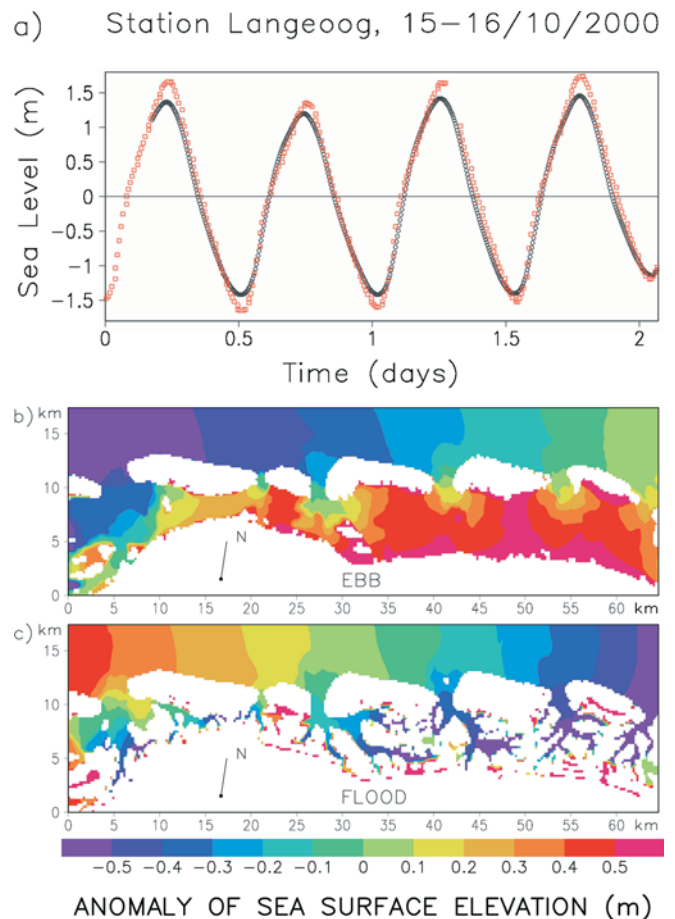 a) Station Langeoog, 15-16/10/2000
Sea Level (m)
1.5
1
0.5
0
-0.5
-1
-1.5
0 0.5 1 1.5 2
Time (days)
b) km
15
10
5
0
N
EBB
0 5 10 15 20 25 30 35 40 45 50 55 60 km
c) km
15
10
5
0
N
FLOOD
0 5 10 15 20 25 30 35 40 45 50 55 60 km
-0.5 -0.4 -0.3 -0.2 -0.1 0 0.1 0.2 0.3 0.4 0.5
ANOMALY OF SEA SURFACE ELEVATION (m)